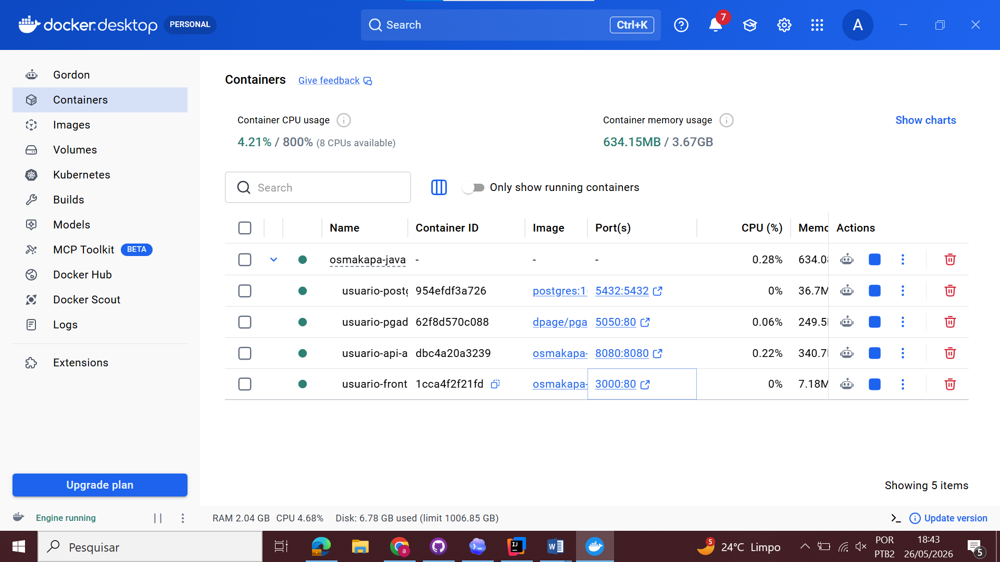 docker.desktop PERSONAL
Search Ctrl+K
7
A
Gordon
Containers
Images
Volumes
Kubernetes
Builds
Models
MCP Toolkit BETA
Docker Hub
Docker Scout
Logs
Extensions
Upgrade plan
Containers Give feedback
Container CPU usage
4.21% / 800% (8 CPUs available)
Container memory usage
634.15MB / 3.67GB
Show charts
Search
Only show running containers
Name Container ID Image Port(s) CPU (%) Memo Actions
osmakapa-java - - - 0.28% 634.08
usuario-postg 954efdf3a726 postgres:16 5432:5432 0% 36.7M
usuario-pgad 62f8d570c088 dpage/pga 5050:80 0.06% 249.5
usuario-api-a dbc4a20a3239 osmakapa- 8080:8080 0.22% 340.7
usuario-front 1cca4f2f21fd osmakapa- 3000:80 0% 7.18M
Showing 5 items
Engine running
RAM 2.04 GB CPU 4.68% Disk: 6.78 GB used (limit 1006.85 GB)
Update version
Pesquisar
IJ
W
a
5
24°C Limpo
POR
PTB2
18:43
26/05/2026
5